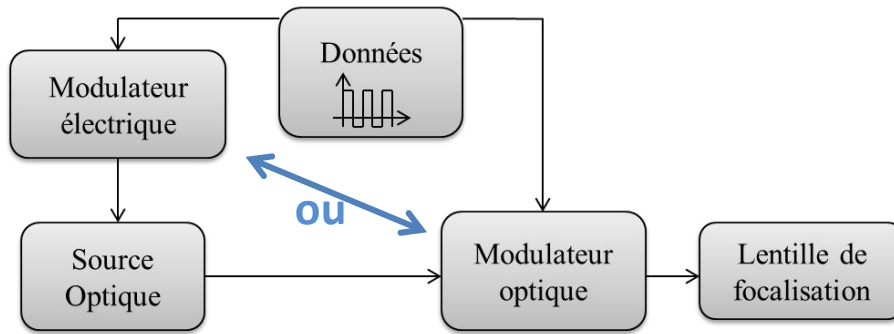 Données
Modulateur
électrique
ou
Source
Optique
Modulateur
optique
Lentille de
focalisation